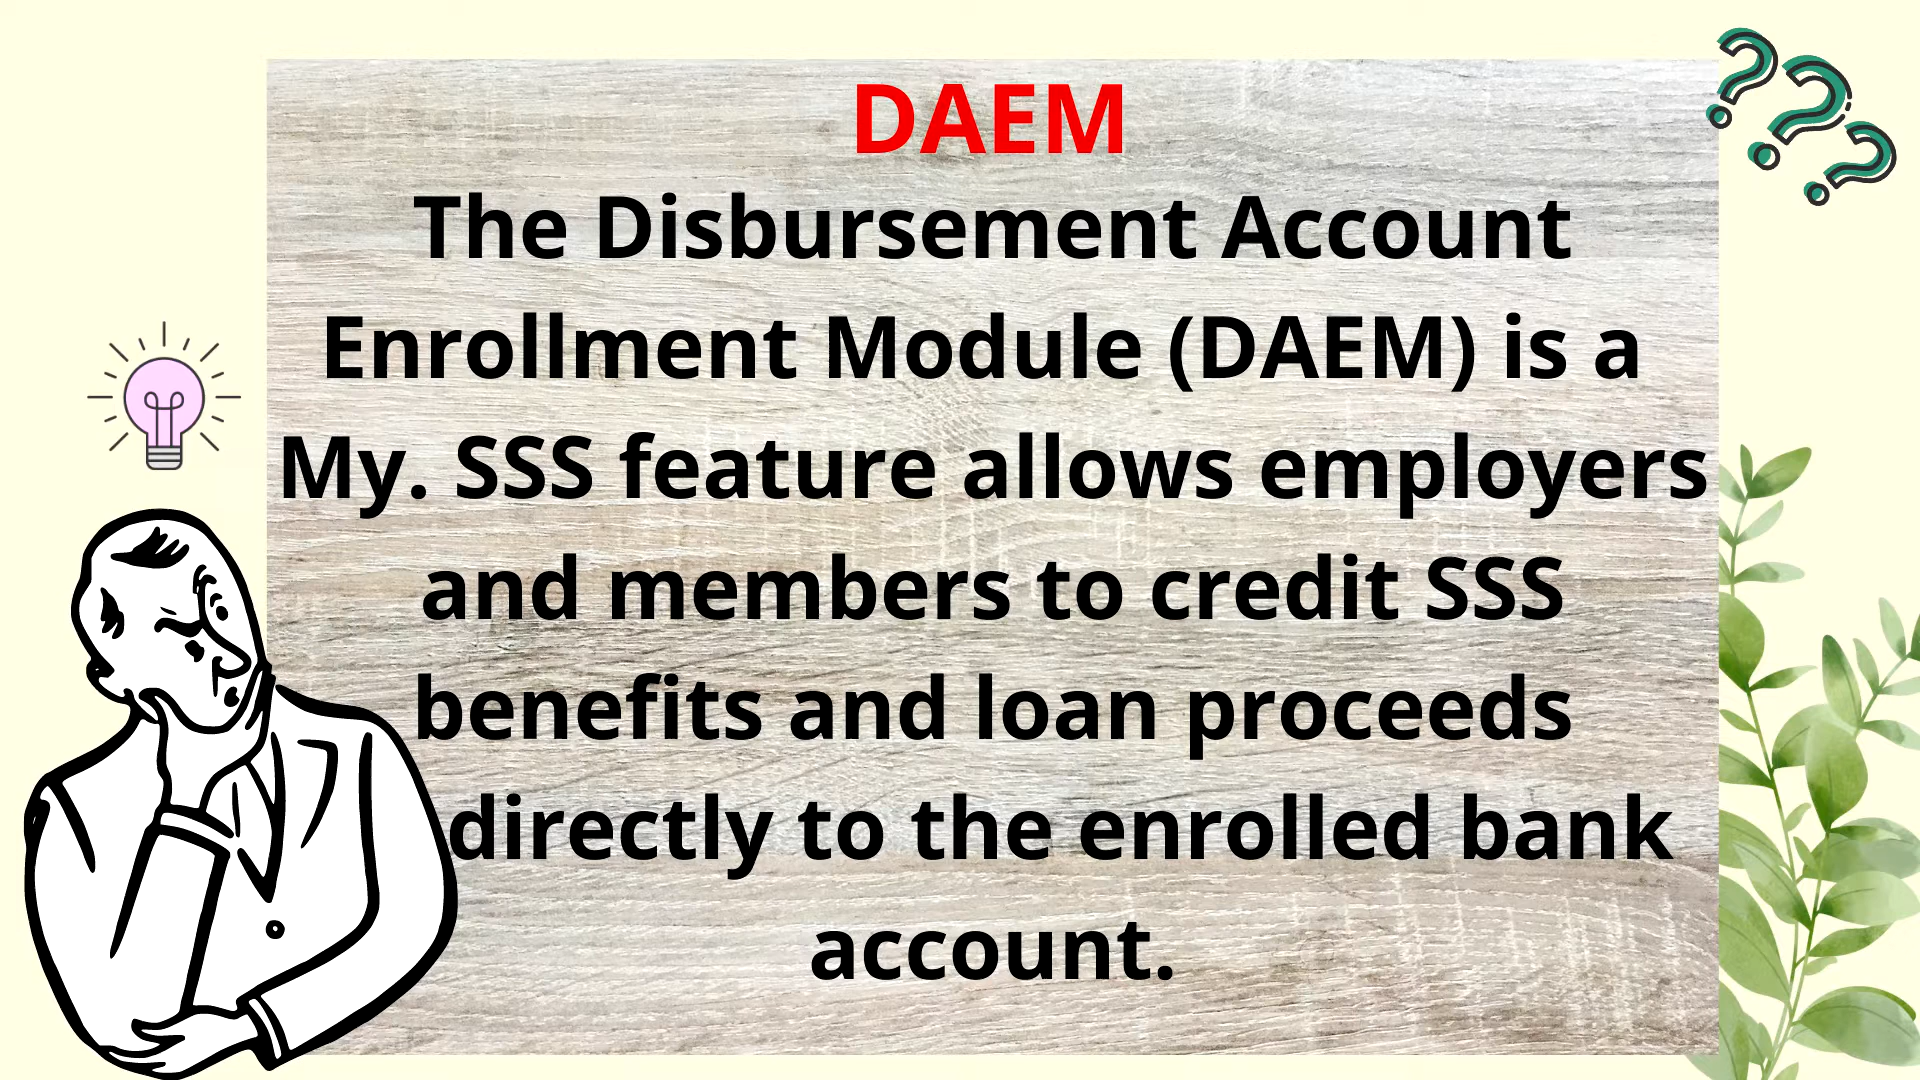 DAEM
The Disbursement Account
Enrollment Module (DAEM) is a
My. SSS feature allows employers
and members to credit SSS
benefits and loan proceeds
directly to the enrolled bank
account.